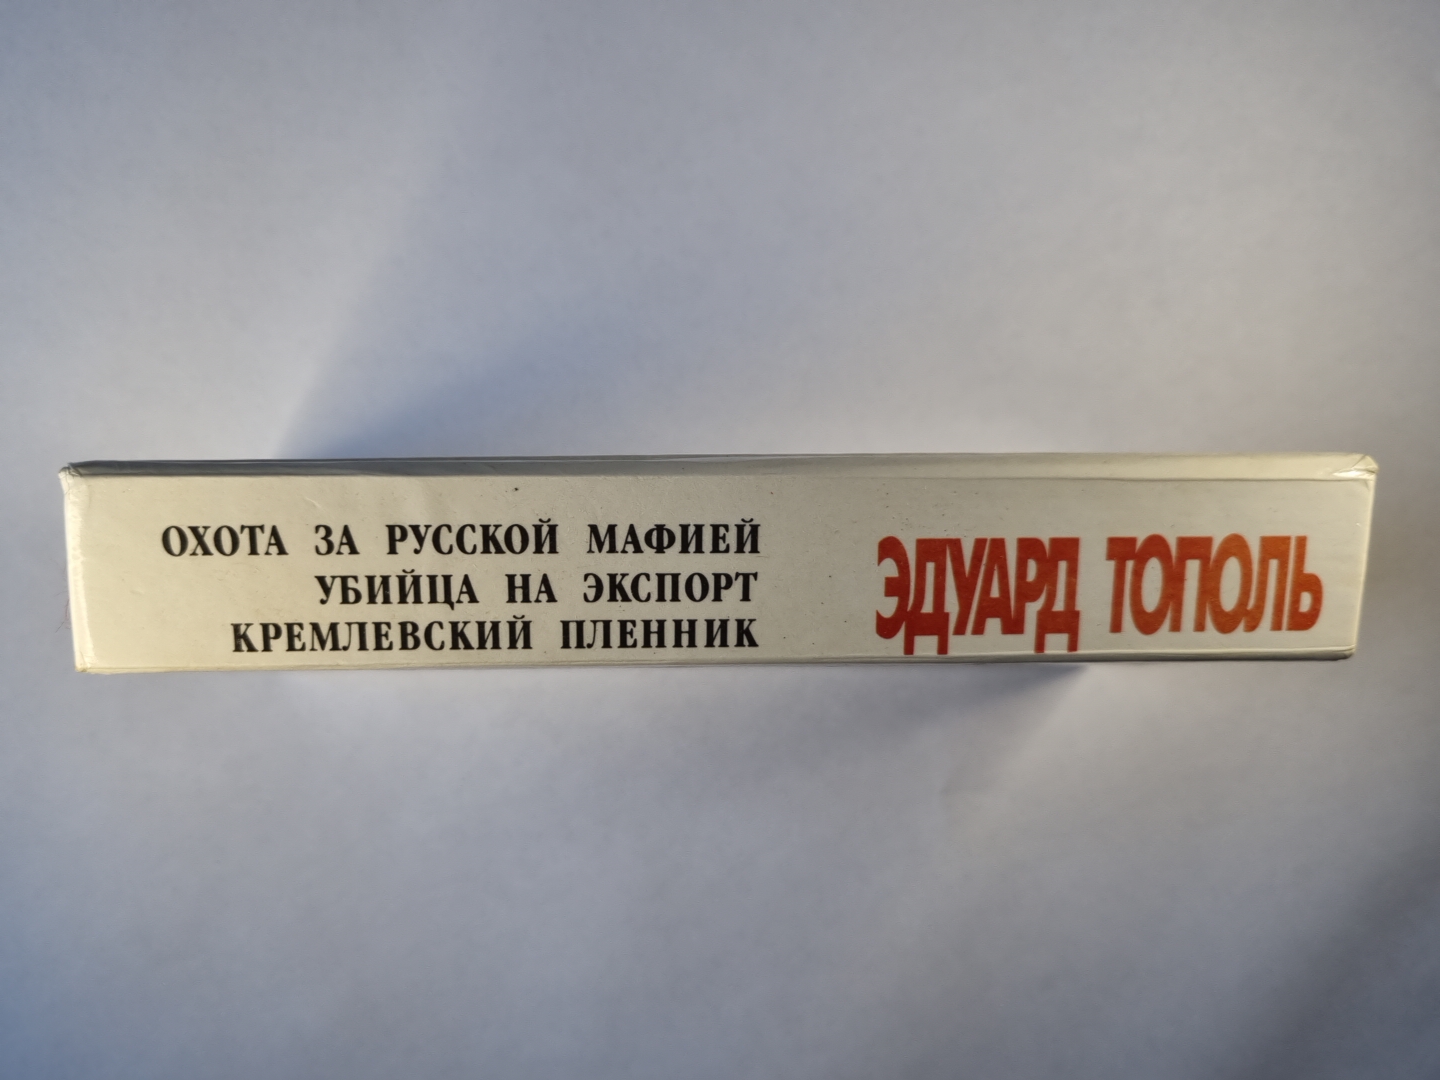 ОХОТА ЗА РУССКОЙ МАФИЕЙ
УБИЙЦА НА ЭКСПОРТ
КРЕМЛЕВСКИЙ ПЛЕННИК
ЭДУАРД ТОПОЛЬ